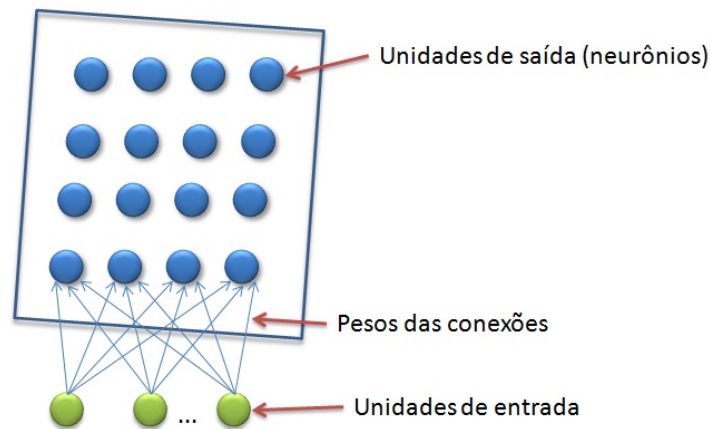 Unidades de saída (neurônios)
Pesos das conexões
...
Unidades de entrada